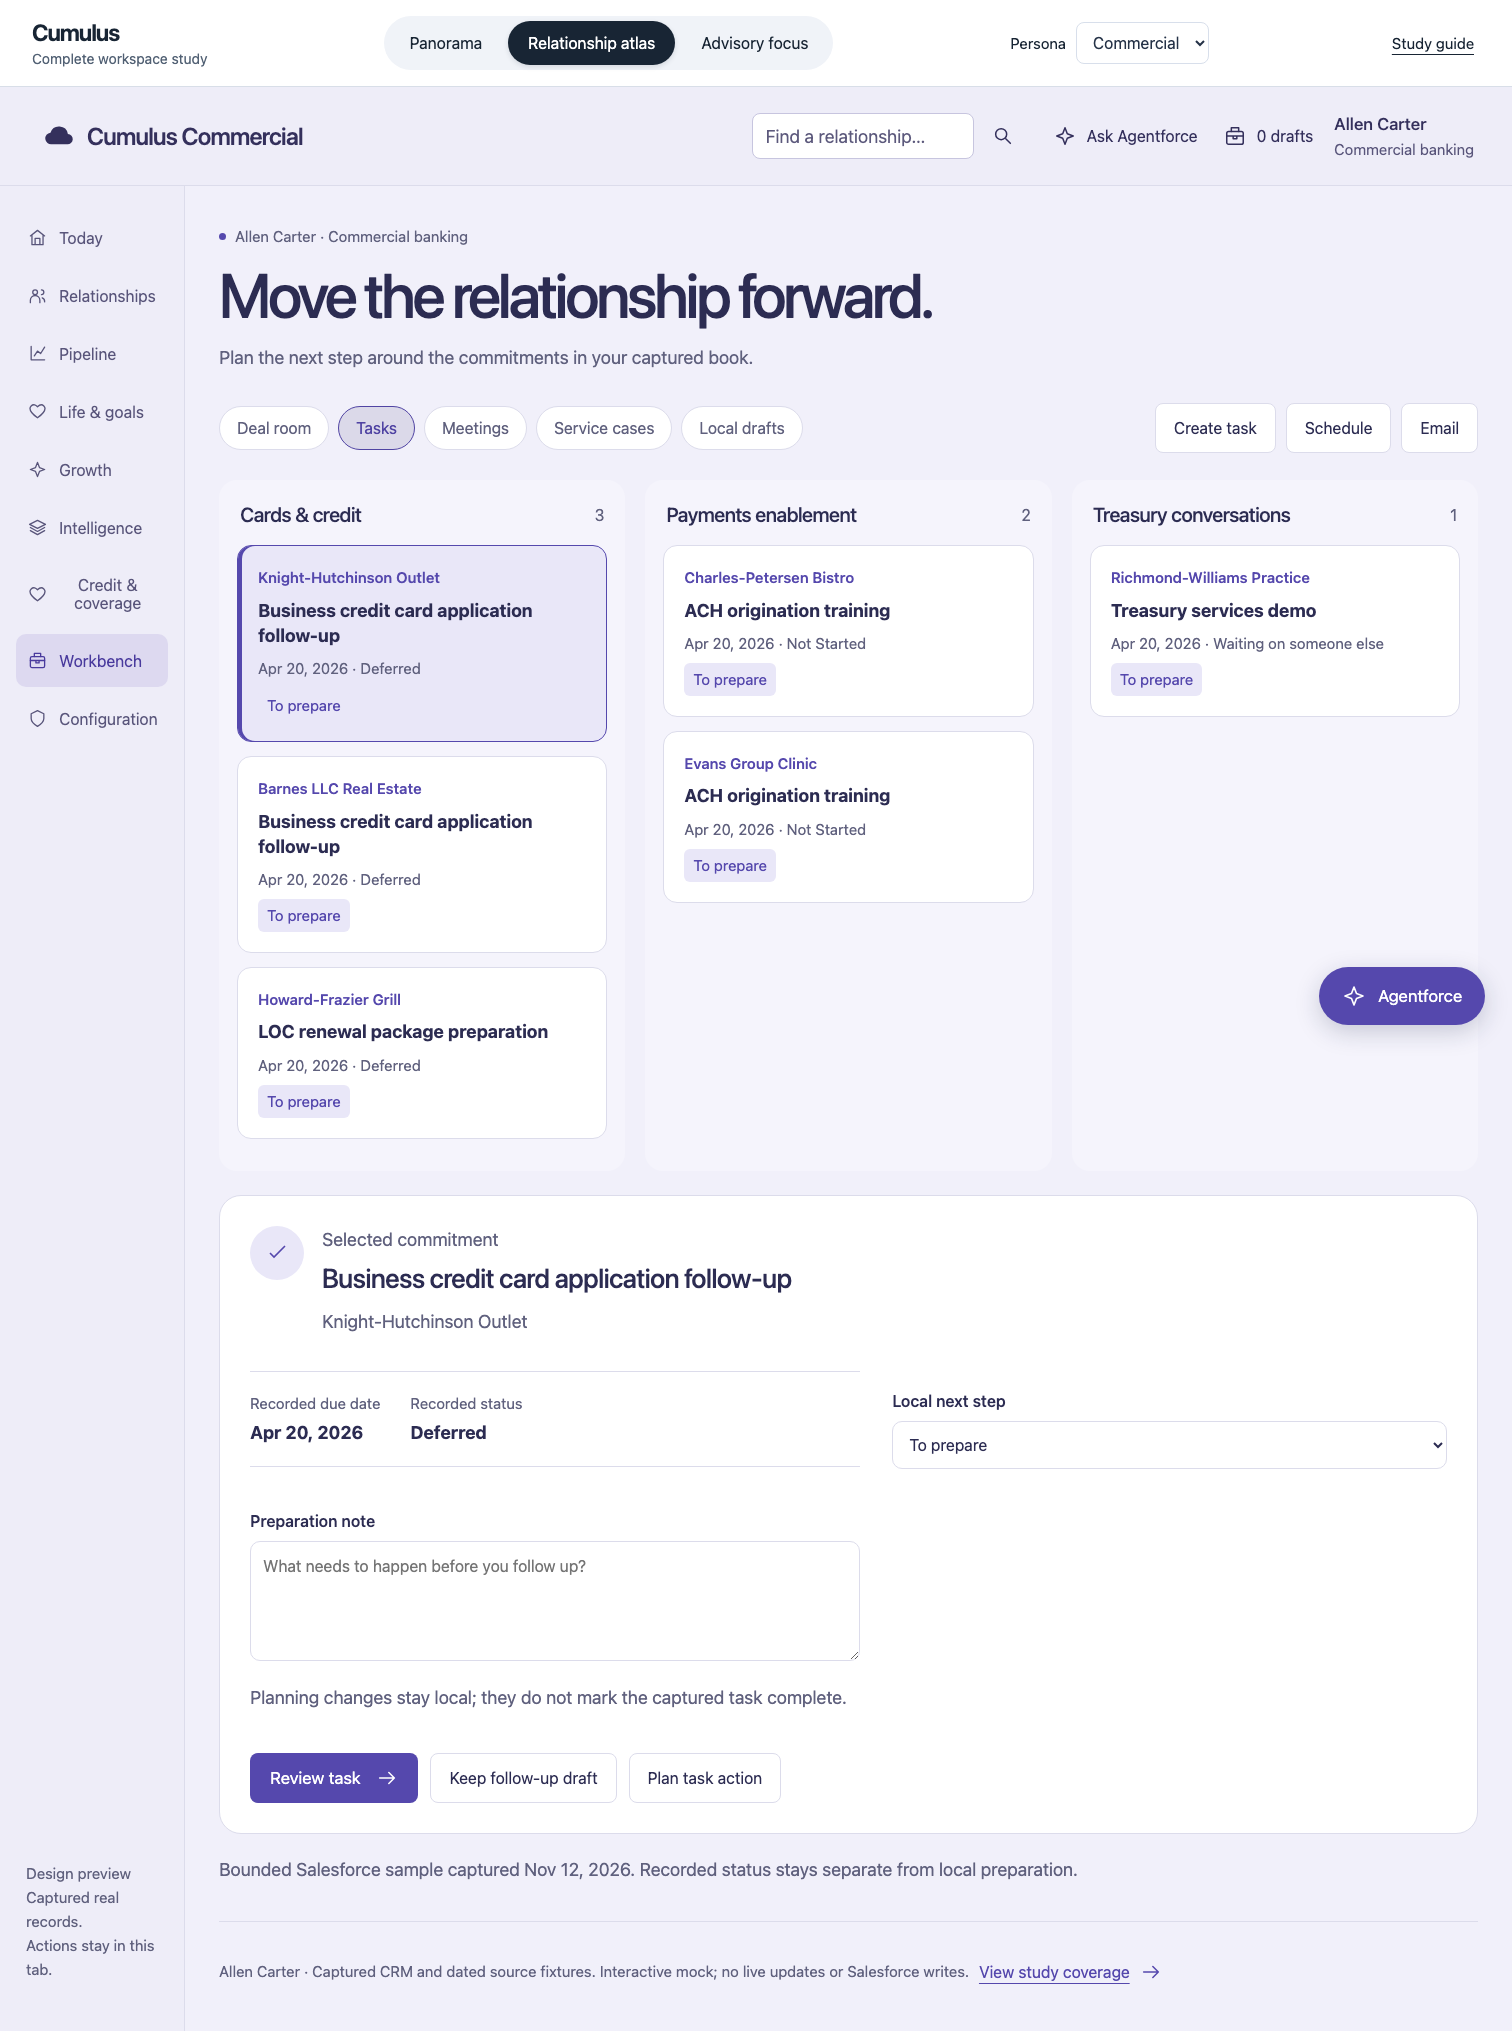 Cumulus
Complete workspace study
Panorama
Relationship atlas
Advisory focus
Persona
Commercial
Study guide
Cumulus Commercial
Find a relationship...
Ask Agentforce
0 drafts
Allen Carter
Commercial banking
Today
Relationships
Pipeline
Life & goals
Growth
Intelligence
Credit &
coverage
Workbench
Configuration
Allen Carter · Commercial banking
Move the relationship forward.
Plan the next step around the commitments in your captured book.
Deal room
Tasks
Meetings
Service cases
Local drafts
Create task
Schedule
Email
Cards & credit
3
Knight-Hutchinson Outlet
Business credit card application
follow-up
Apr 20, 2026 · Deferred
To prepare
Barnes LLC Real Estate
Business credit card application
follow-up
Apr 20, 2026 · Deferred
To prepare
Howard-Frazier Grill
LOC renewal package preparation
Apr 20, 2026 · Deferred
To prepare
Payments enablement
2
Charles-Petersen Bistro
ACH origination training
Apr 20, 2026 · Not Started
To prepare
Evans Group Clinic
ACH origination training
Apr 20, 2026 · Not Started
To prepare
Treasury conversations
1
Richmond-Williams Practice
Treasury services demo
Apr 20, 2026 · Waiting on someone else
To prepare
Agentforce
Selected commitment
Business credit card application follow-up
Knight-Hutchinson Outlet
Recorded due date
Apr 20, 2026
Recorded status
Deferred
Local next step
To prepare
Preparation note
What needs to happen before you follow up?
Planning changes stay local; they do not mark the captured task complete.
Review task
Keep follow-up draft
Plan task action
Bounded Salesforce sample captured Nov 12, 2026. Recorded status stays separate from local preparation.
Design preview
Captured real
records.
Actions stay in this
tab.
Allen Carter · Captured CRM and dated source fixtures. Interactive mock; no live updates or Salesforce writes.
View study coverage